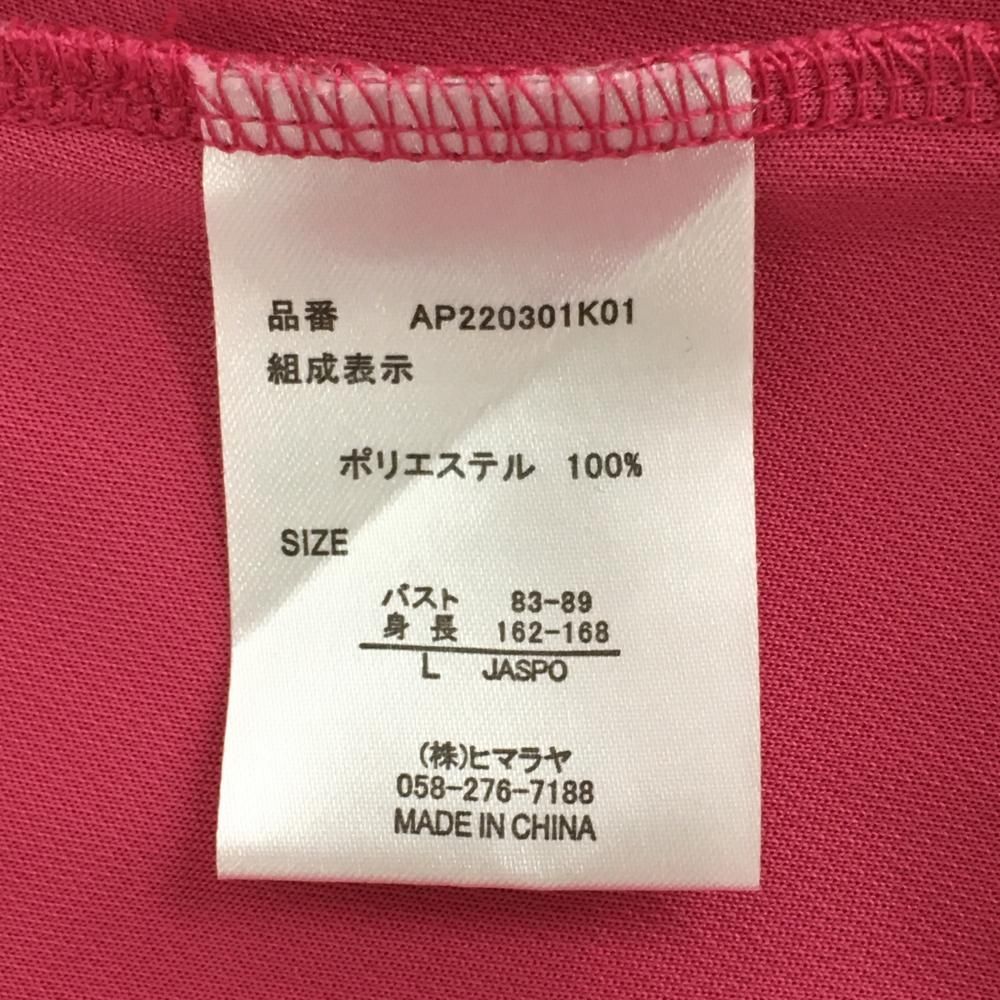 品番 AP220301K01
組成表示
ポリエステル 100%
SIZE
バスト 83-89
身長 162-168
L JASPO
(株)ヒマラヤ
058-276-7188
MADE IN CHINA